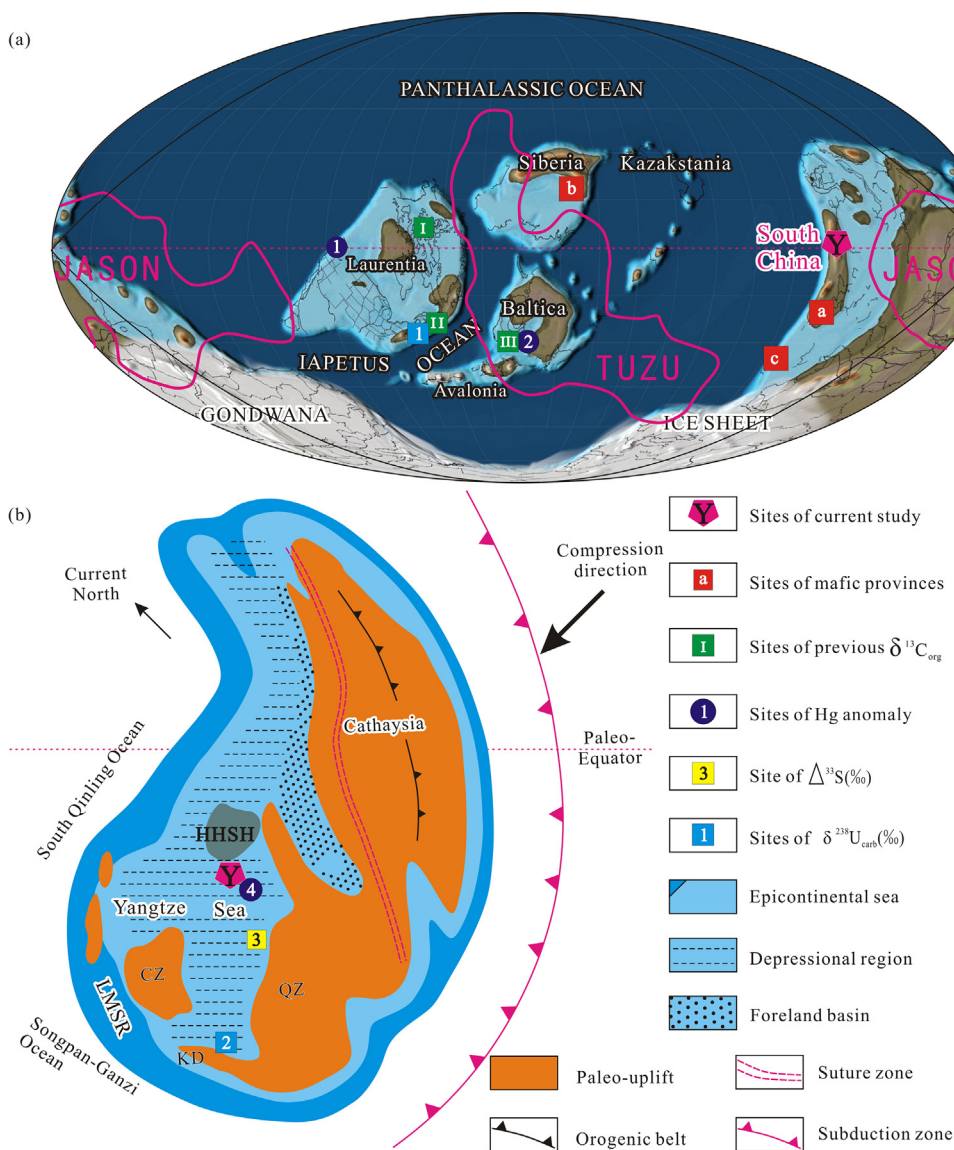 (a)
PANTHALASSIC OCEAN
Siberia
Kazakstania
b
I
1
Laurentia
South
China
Y
JASON
JASO
Baltica
a
II
1
III
2
OCEAN
IAPETUS
TUZU
c
Avalonia
GONDWANA
ICE SHEET
(b)
Current
North
Compression
direction
Cathaysia
Paleo-
Equator
South Qinling Ocean
HHSH
Y
4
Yangtze Sea
3
CZ
QZ
LMSR
2
KD
Songpan-Ganzi
Ocean
Y Sites of current study
a Sites of mafic provinces
I Sites of previous δ ¹³C org
1 Sites of Hg anomaly
3 Site of Δ³³S(‰)
1 Sites of δ ²³⁸U carb(‰)
Epicontinental sea
Depressional region
Foreland basin
Paleo-uplift
Suture zone
Orogenic belt
Subduction zone